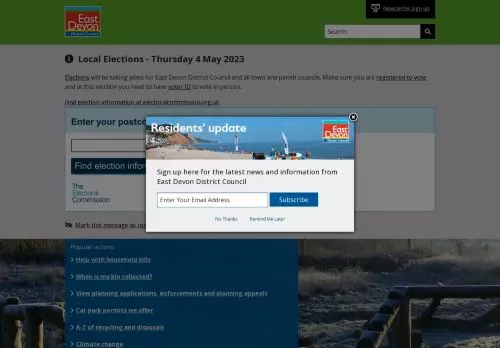 East
Devon
District Council
Newsletter sign up
Search
Local Elections - Thursday 4 May 2023
Elections will be taking place for East Devon District Council and all town and parish councils. Make sure you are registered to vote
and at this election you need to have voter ID to vote in person.
Find election information at electoralcommission.org.uk
Enter your postco
Find election inform
The
Electoral
Commission
Mark this message as rea
Residents' update
East
Devon
District Council
Sign up here for the latest news and information from
East Devon District Council
Enter Your Email Address
Subscribe
No Thanks
Remind Me Later
Popular actions
Help with household bills
When is my bin collected?
View planning applications, enforcements and planning appeals
Car park permits we offer
A-Z of recycling and disposals
Climate change